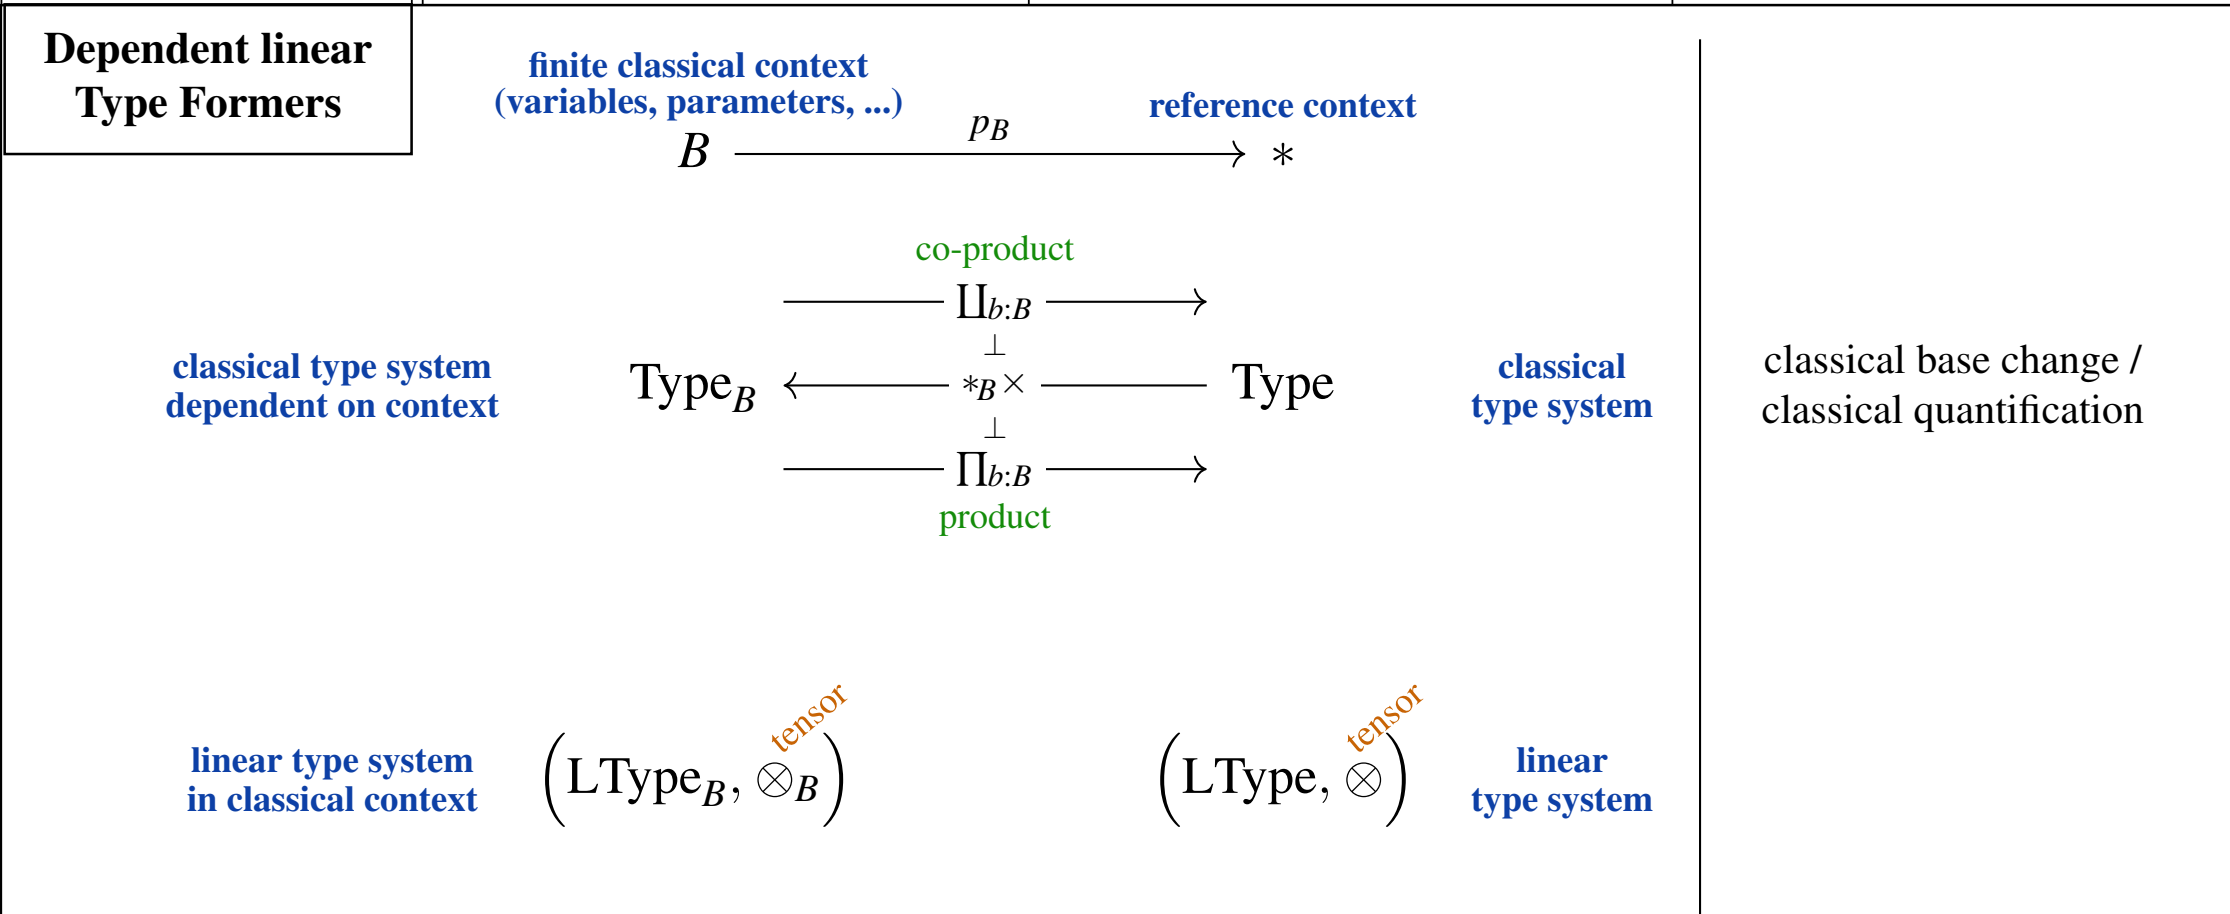 Dependent linear
Type Formers
finite classical context
(variables, parameters, ...)
reference context
p_B
B ⟶ ∗
co-product
∐_{b:B}
⊥
classical type system
dependent on context
Type_B ⟵ ∗_B× — Type
classical
type system
classical base change /
classical quantification
⊥
∏_{b:B}
product
tensor
tensor
linear type system
in classical context
(LType_B, ⊗_B)
(LType, ⊗)
linear
type system